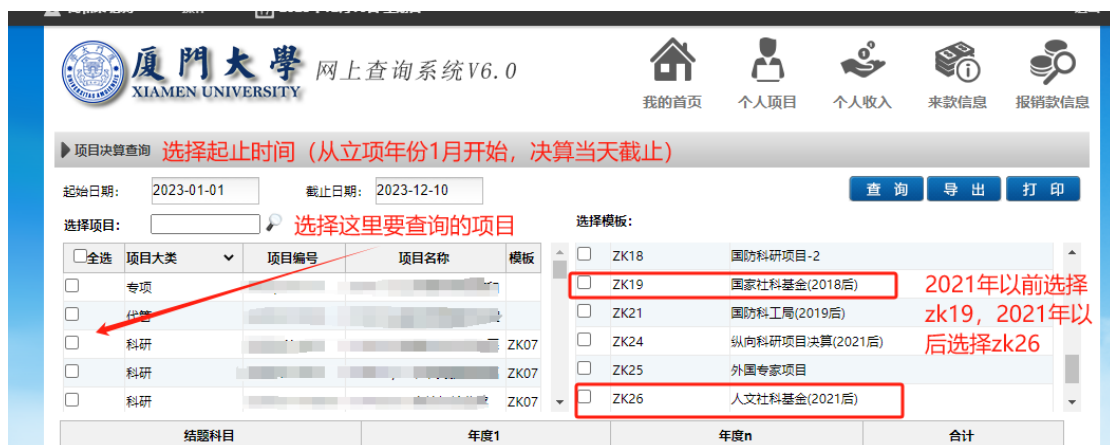 厦門大學 网上查询系统V6.0
XIAMEN UNIVERSITY
我的首页 个人项目 个人收入 来款信息 报销款信息
项目决算查询 选择起止时间（从立项年份1月开始，决算当天截止）
起始日期： 2023-01-01 截止日期： 2023-12-10 查 询 导 出 打 印
选择项目： 选择这里要查询的项目 选择模板：
全选 项目大类 项目编号 项目名称 模板
ZK18 国防科研项目-2
专项 ZK19 国家社科基金(2018后)
代管 ZK21 国防科工局(2019后)
科研 ZK07 ZK24 纵向科研项目决算(2021后)
科研 ZK07 ZK25 外国专家项目
科研 ZK07 ZK26 人文社科基金(2021后)
2021年以前选择
zk19，2021年以
后选择zk26
结题科目 年度1 年度n 合计